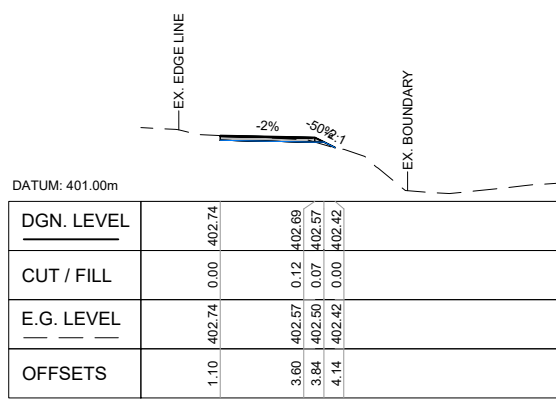 EX. EDGE LINE
-2%
-50%
2:1
EX. BOUNDARY
DATUM: 401.00m
DGN. LEVEL 402.74 402.69 402.57 402.42
CUT / FILL 0.00 0.12 0.07 0.00
E.G. LEVEL 402.74 402.57 402.50 402.42
OFFSETS 1.10 3.60 3.84 4.14